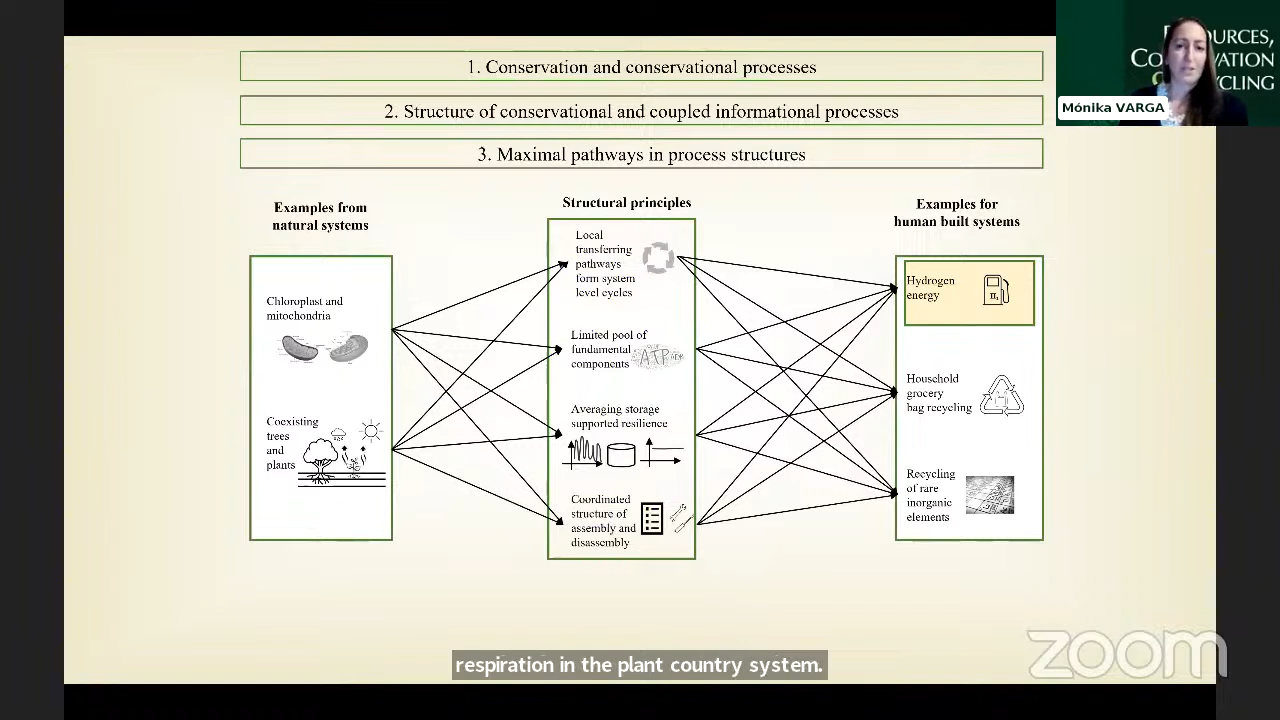 1. Conservation and conservational processes
2. Structure of conservational and coupled informational processes
3. Maximal pathways in process structures
Examples from
natural systems
Chloroplast and
mitochondria
Coexisting
trees
and
plants
Structural principles
Local
transferring
pathways
form system
level cycles
Limited pool of
fundamental
components
ATP
Averaging storage
supported resilience
Coordinated
structure of
assembly and
disassembly
Examples for
human built systems
Hydrogen
energy
Household
grocery
bag recycling
Recycling
of rare
inorganic
elements
Mónika VARGA
respiration in the plant country system.
zoom